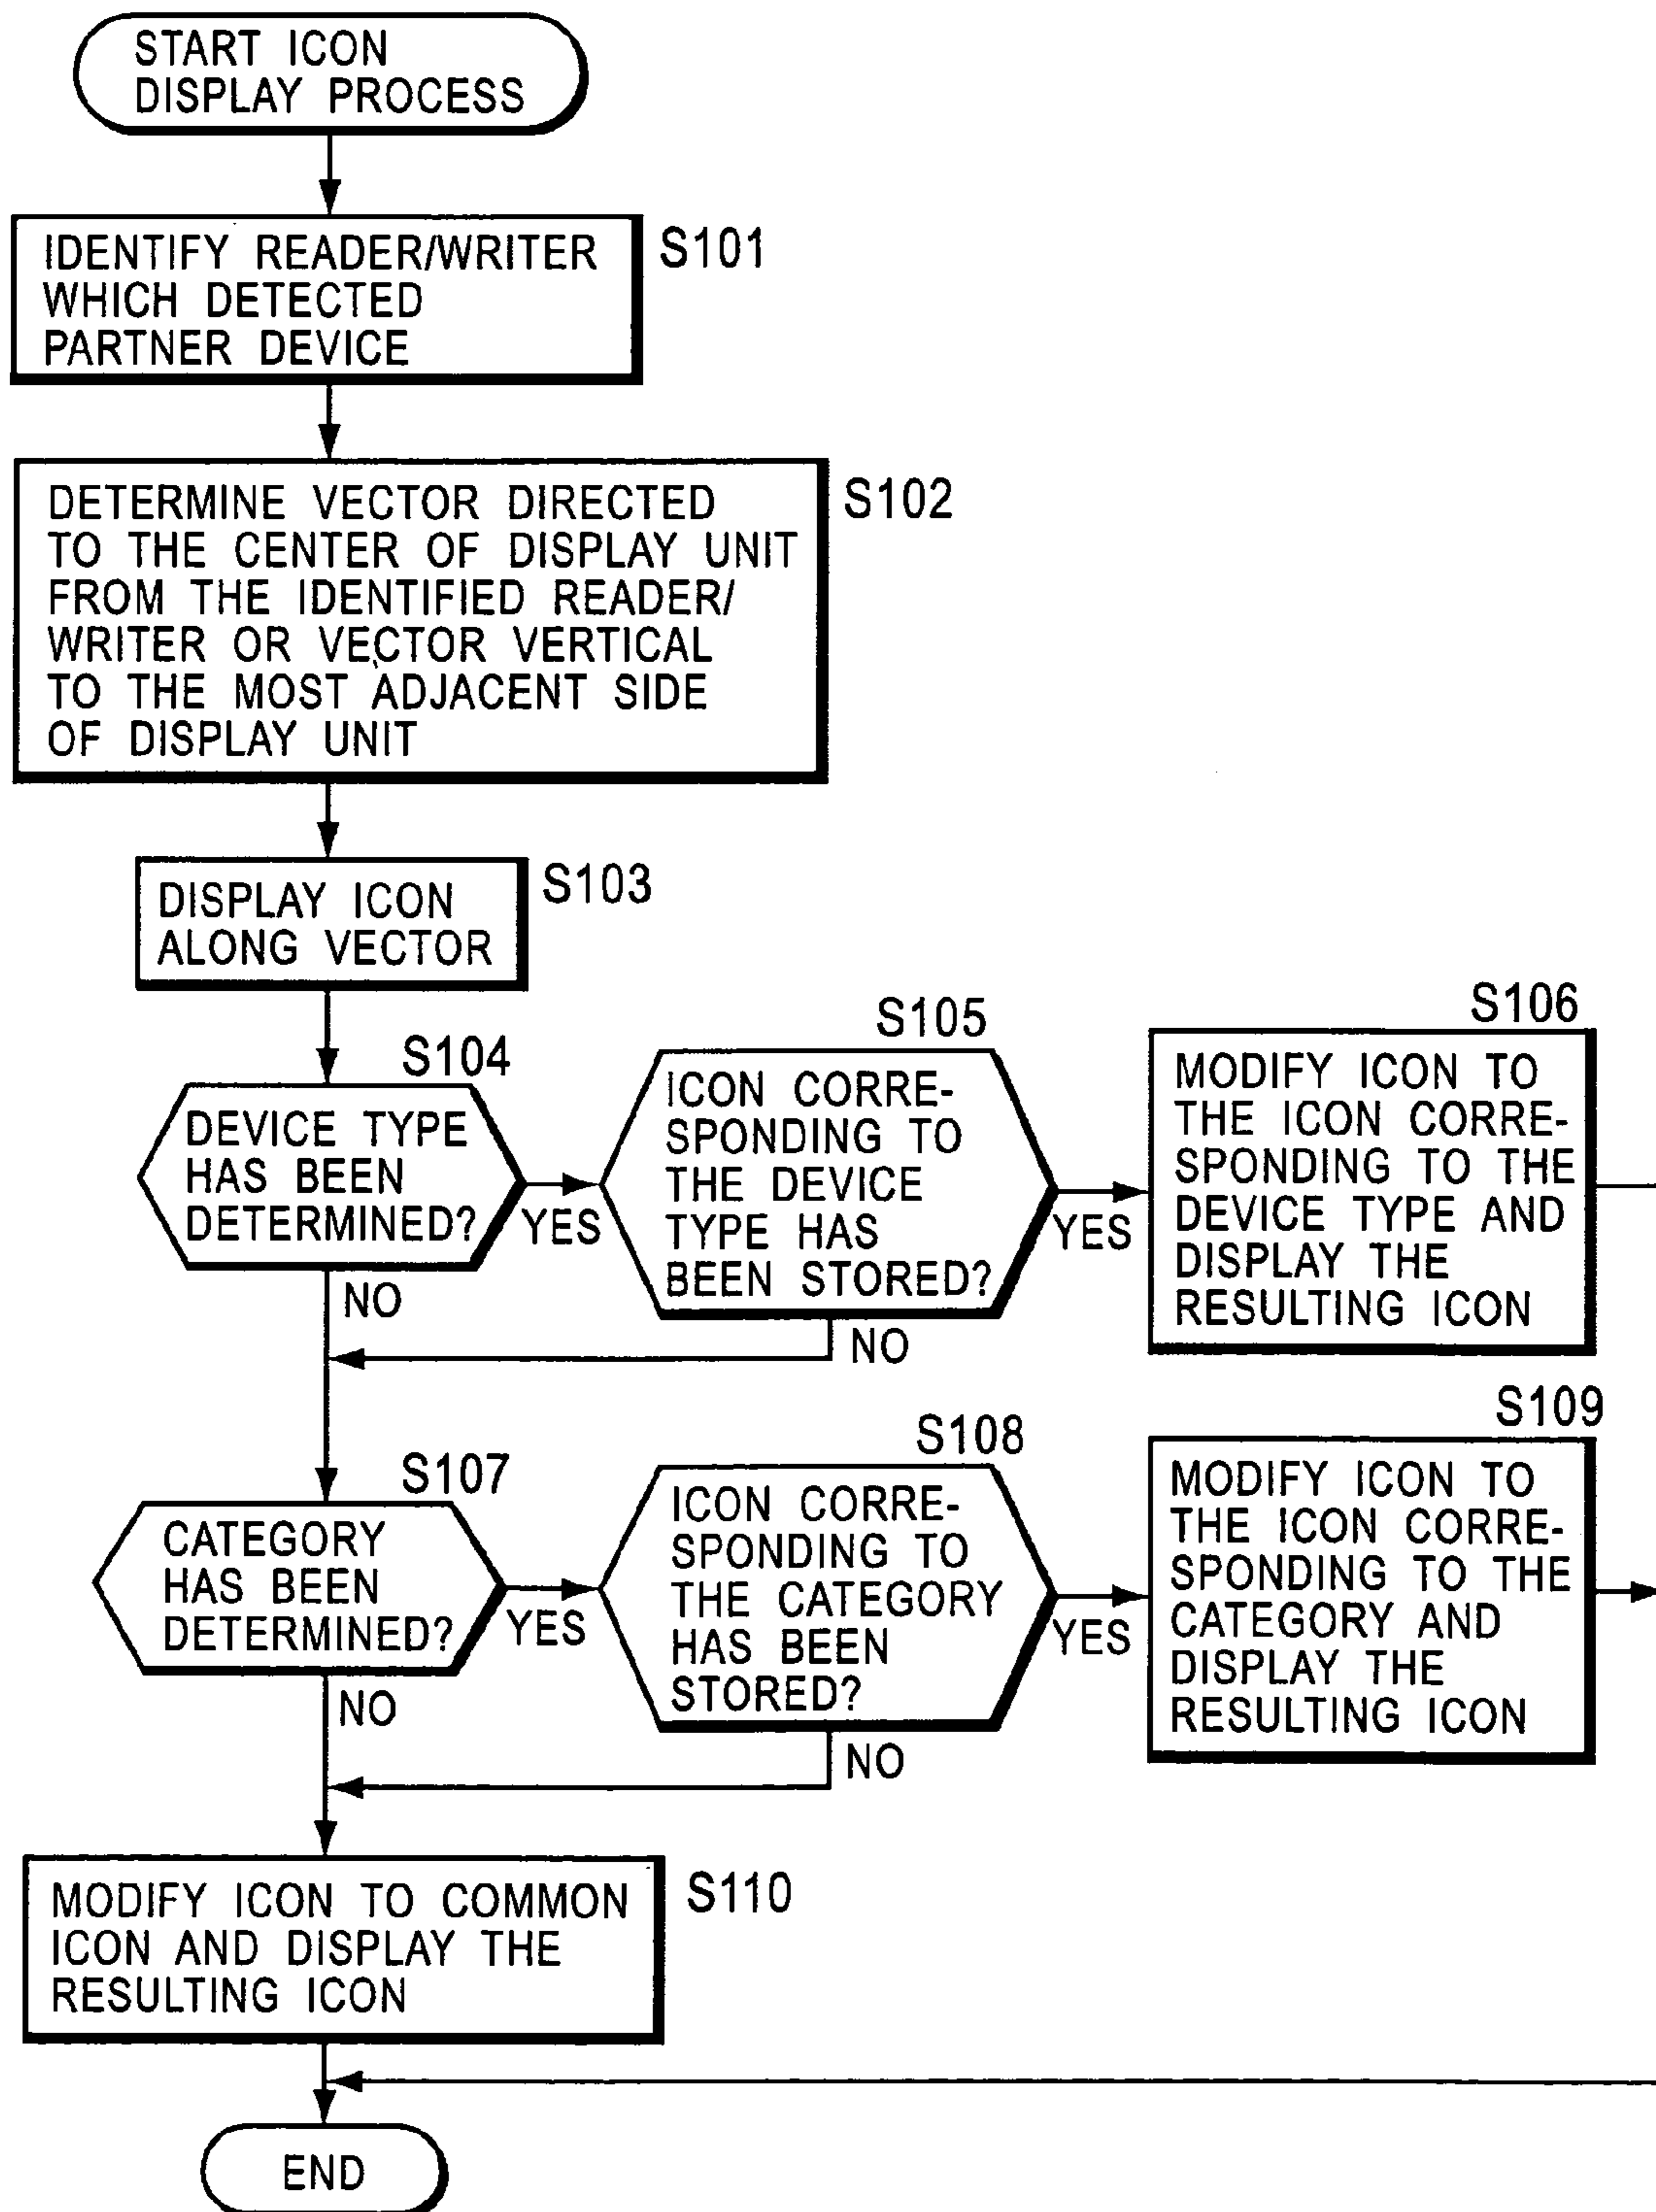 START ICON
DISPLAY PROCESS
IDENTIFY READER/WRITER
WHICH DETECTED
PARTNER DEVICE
S101
DETERMINE VECTOR DIRECTED
TO THE CENTER OF DISPLAY UNIT
FROM THE IDENTIFIED READER/
WRITER OR VECTOR VERTICAL
TO THE MOST ADJACENT SIDE
OF DISPLAY UNIT
S102
DISPLAY ICON
ALONG VECTOR
S103
S104
DEVICE TYPE
HAS BEEN
DETERMINED?
YES
NO
S105
ICON CORRE-
SPONDING TO
THE DEVICE
TYPE HAS
BEEN STORED?
YES
NO
S106
MODIFY ICON TO
THE ICON CORRE-
SPONDING TO THE
DEVICE TYPE AND
DISPLAY THE
RESULTING ICON
S107
CATEGORY
HAS BEEN
DETERMINED?
YES
NO
S108
ICON CORRE-
SPONDING TO
THE CATEGORY
HAS BEEN
STORED?
YES
NO
S109
MODIFY ICON TO
THE ICON CORRE-
SPONDING TO THE
CATEGORY AND
DISPLAY THE
RESULTING ICON
MODIFY ICON TO COMMON
ICON AND DISPLAY THE
RESULTING ICON
S110
END